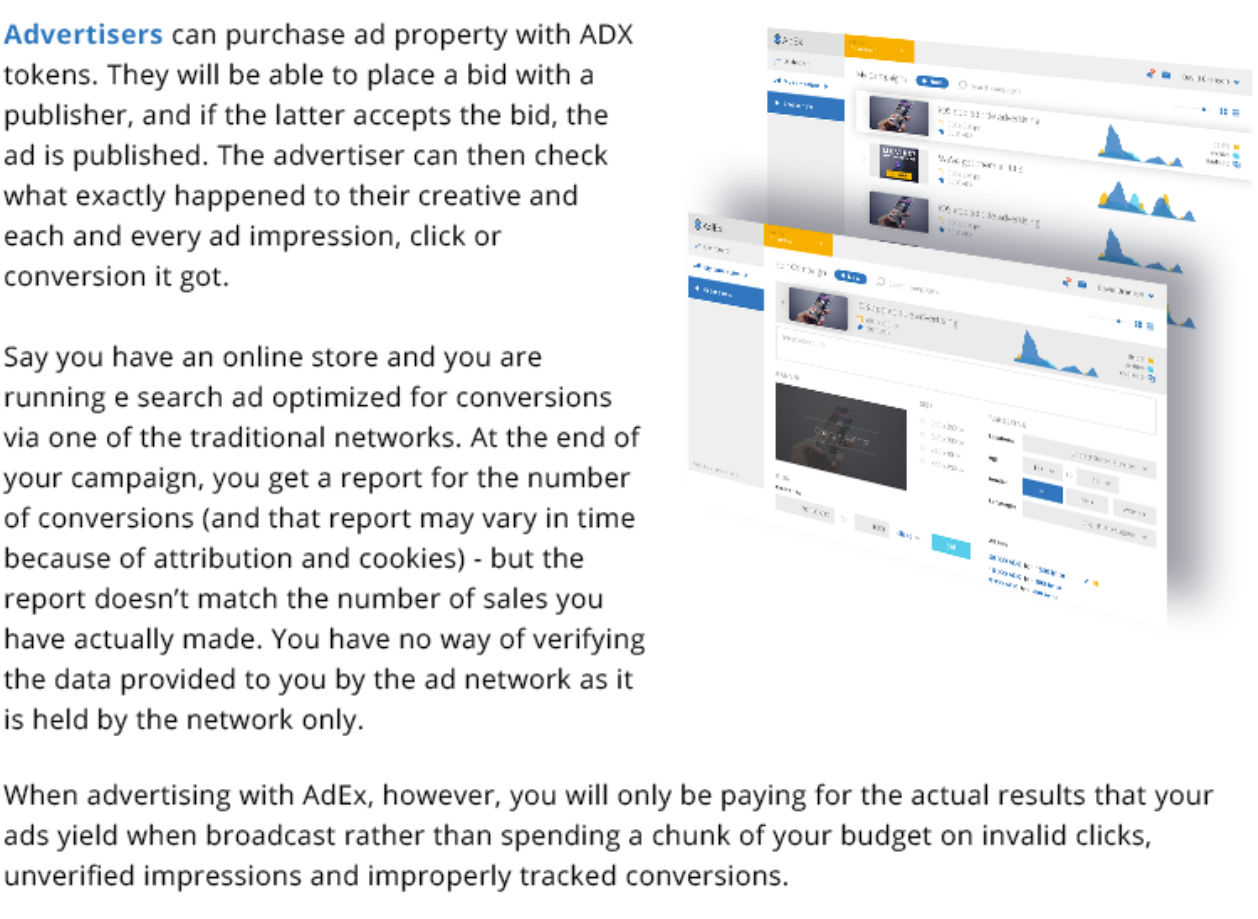 Advertisers can purchase ad property with ADX
tokens. They will be able to place a bid with a
publisher, and if the latter accepts the bid, the
ad is published. The advertiser can then check
what exactly happened to their creative and
each and every ad impression, click or
conversion it got.
Say you have an online store and you are
running e search ad optimized for conversions
via one of the traditional networks. At the end of
your campaign, you get a report for the number
of conversions (and that report may vary in time
because of attribution and cookies) - but the
report doesn't match the number of sales you
have actually made. You have no way of verifying
the data provided to you by the ad network as it
is held by the network only.
When advertising with AdEx, however, you will only be paying for the actual results that your
ads yield when broadcast rather than spending a chunk of your budget on invalid clicks,
unverified impressions and improperly tracked conversions.
AdEx
My Campaigns
AdEx
Edit Campaign